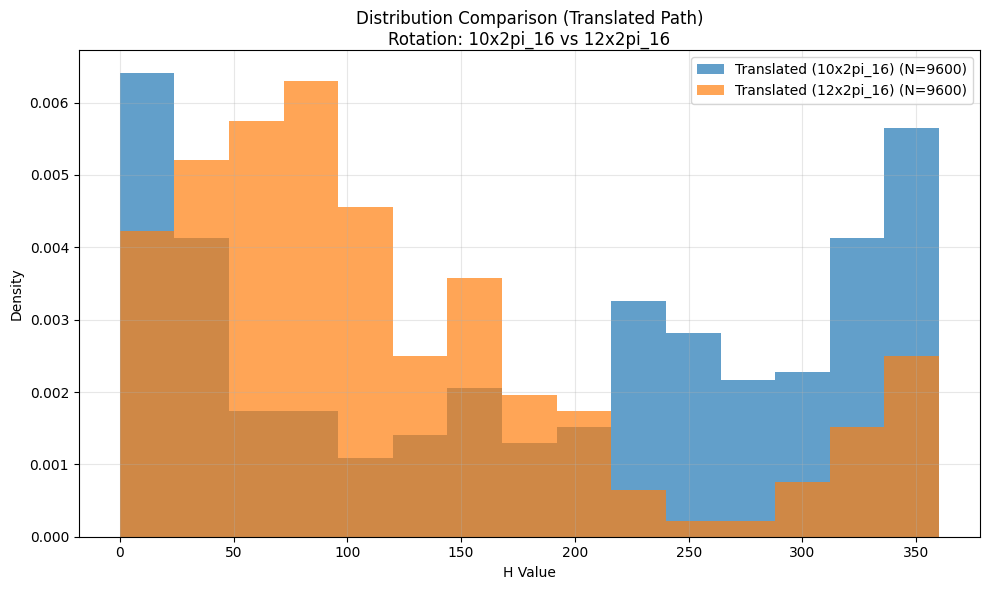 Distribution Comparison (Translated Path)
Rotation: 10x2pi_16 vs 12x2pi_16
Translated (10x2pi_16) (N=9600)
Translated (12x2pi_16) (N=9600)
Density
0.006
0.005
0.004
0.003
0.002
0.001
0.000
0 50 100 150 200 250 300 350
H Value